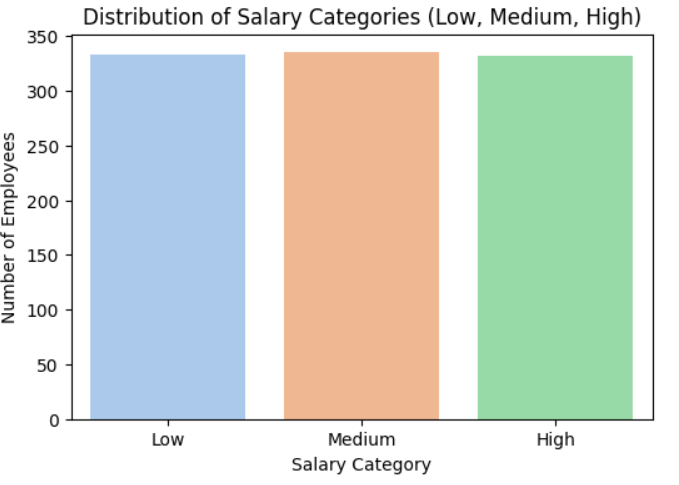 Distribution of Salary Categories (Low, Medium, High)
Number of Employees
350
300
250
200
150
100
50
0
Low Medium High
Salary Category